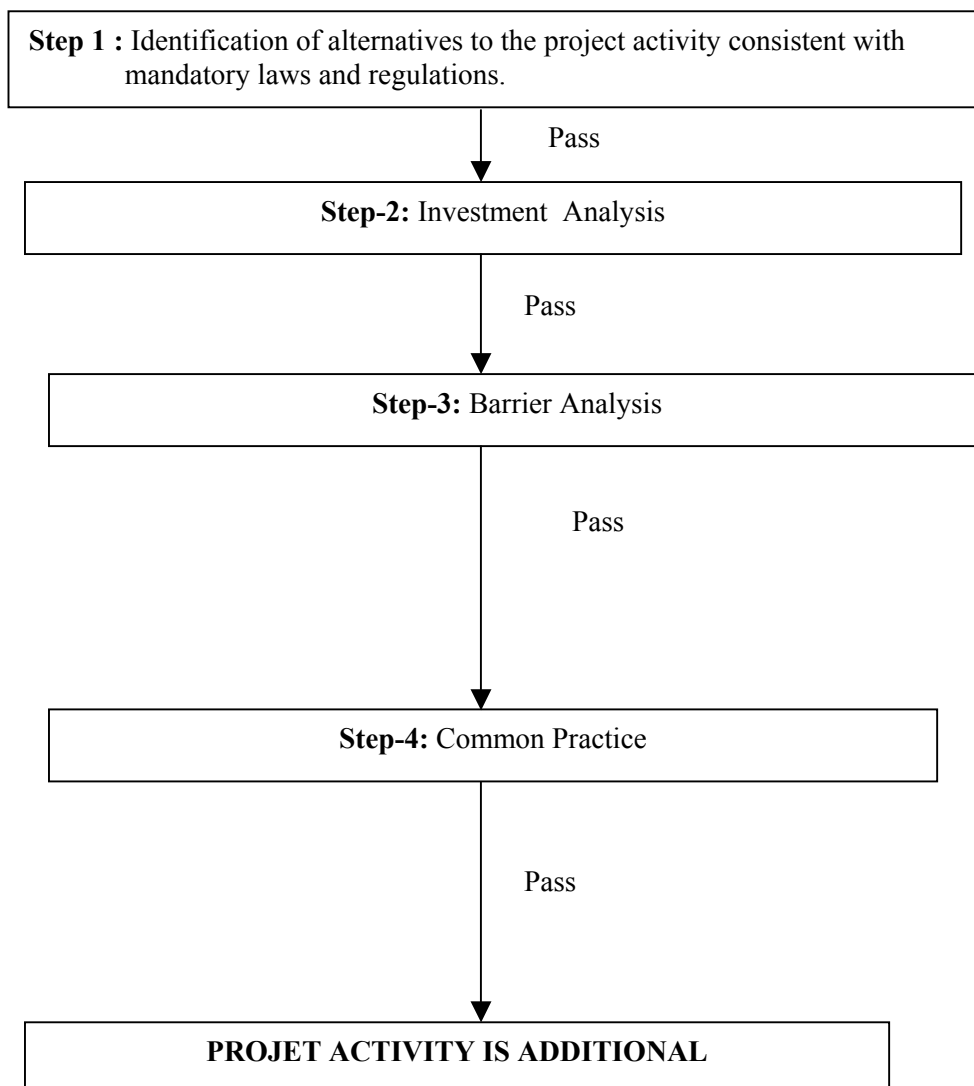 Step 1 : Identification of alternatives to the project activity consistent with
mandatory laws and regulations.
Pass
Step-2: Investment Analysis
Pass
Step-3: Barrier Analysis
Pass
Step-4: Common Practice
Pass
PROJET ACTIVITY IS ADDITIONAL